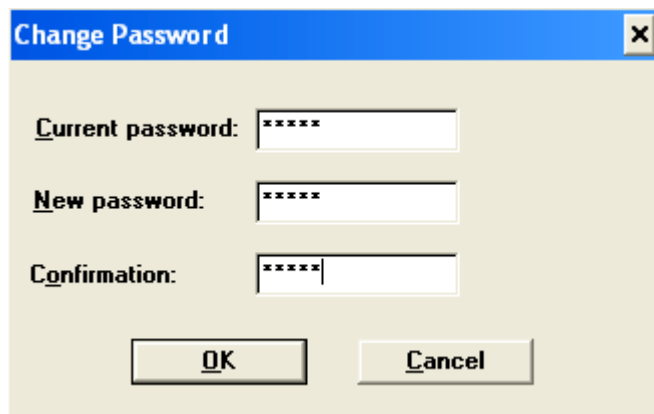 Change Password
Current password: *****
New password: *****
Confirmation: *****
OK Cancel